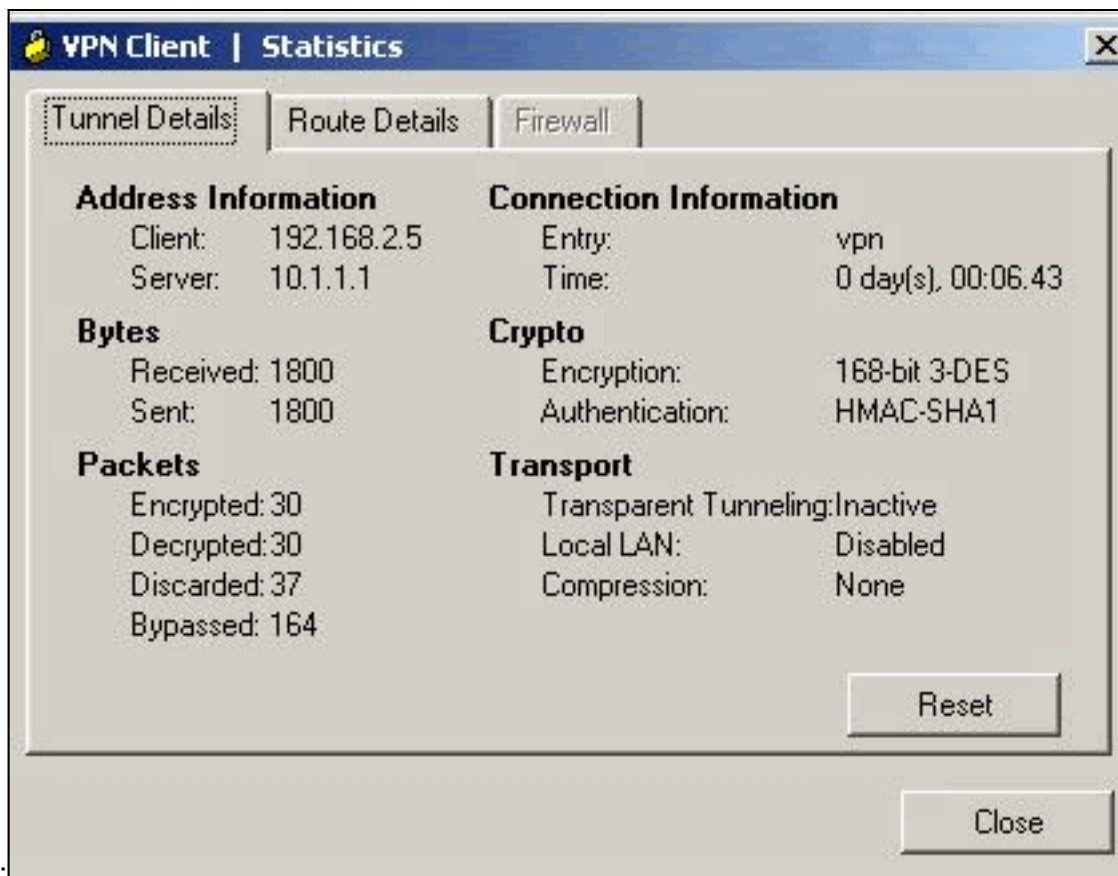 VPN Client | Statistics
Tunnel Details
Route Details
Firewall
Address Information
Client: 192.168.2.5
Server: 10.1.1.1
Bytes
Received: 1800
Sent: 1800
Packets
Encrypted: 30
Decrypted: 30
Discarded: 37
Bypassed: 164
Connection Information
Entry: vpn
Time: 0 day(s), 00:06.43
Crypto
Encryption: 168-bit 3-DES
Authentication: HMAC-SHA1
Transport
Transparent Tunneling:Inactive
Local LAN: Disabled
Compression: None
Reset
Close
.